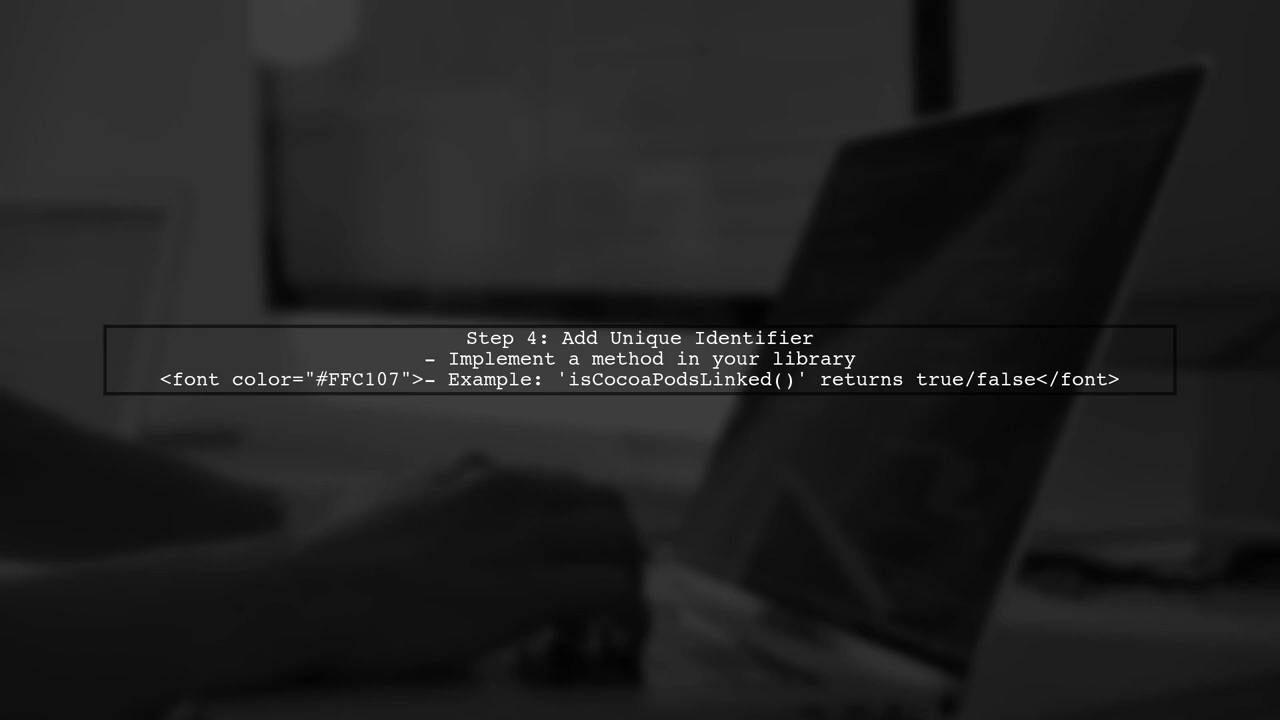 Step 4: Add Unique Identifier
- Implement a method in your library
<font color="#FFC107">- Example: 'isCocoaPodsLinked()' returns true/false</font>